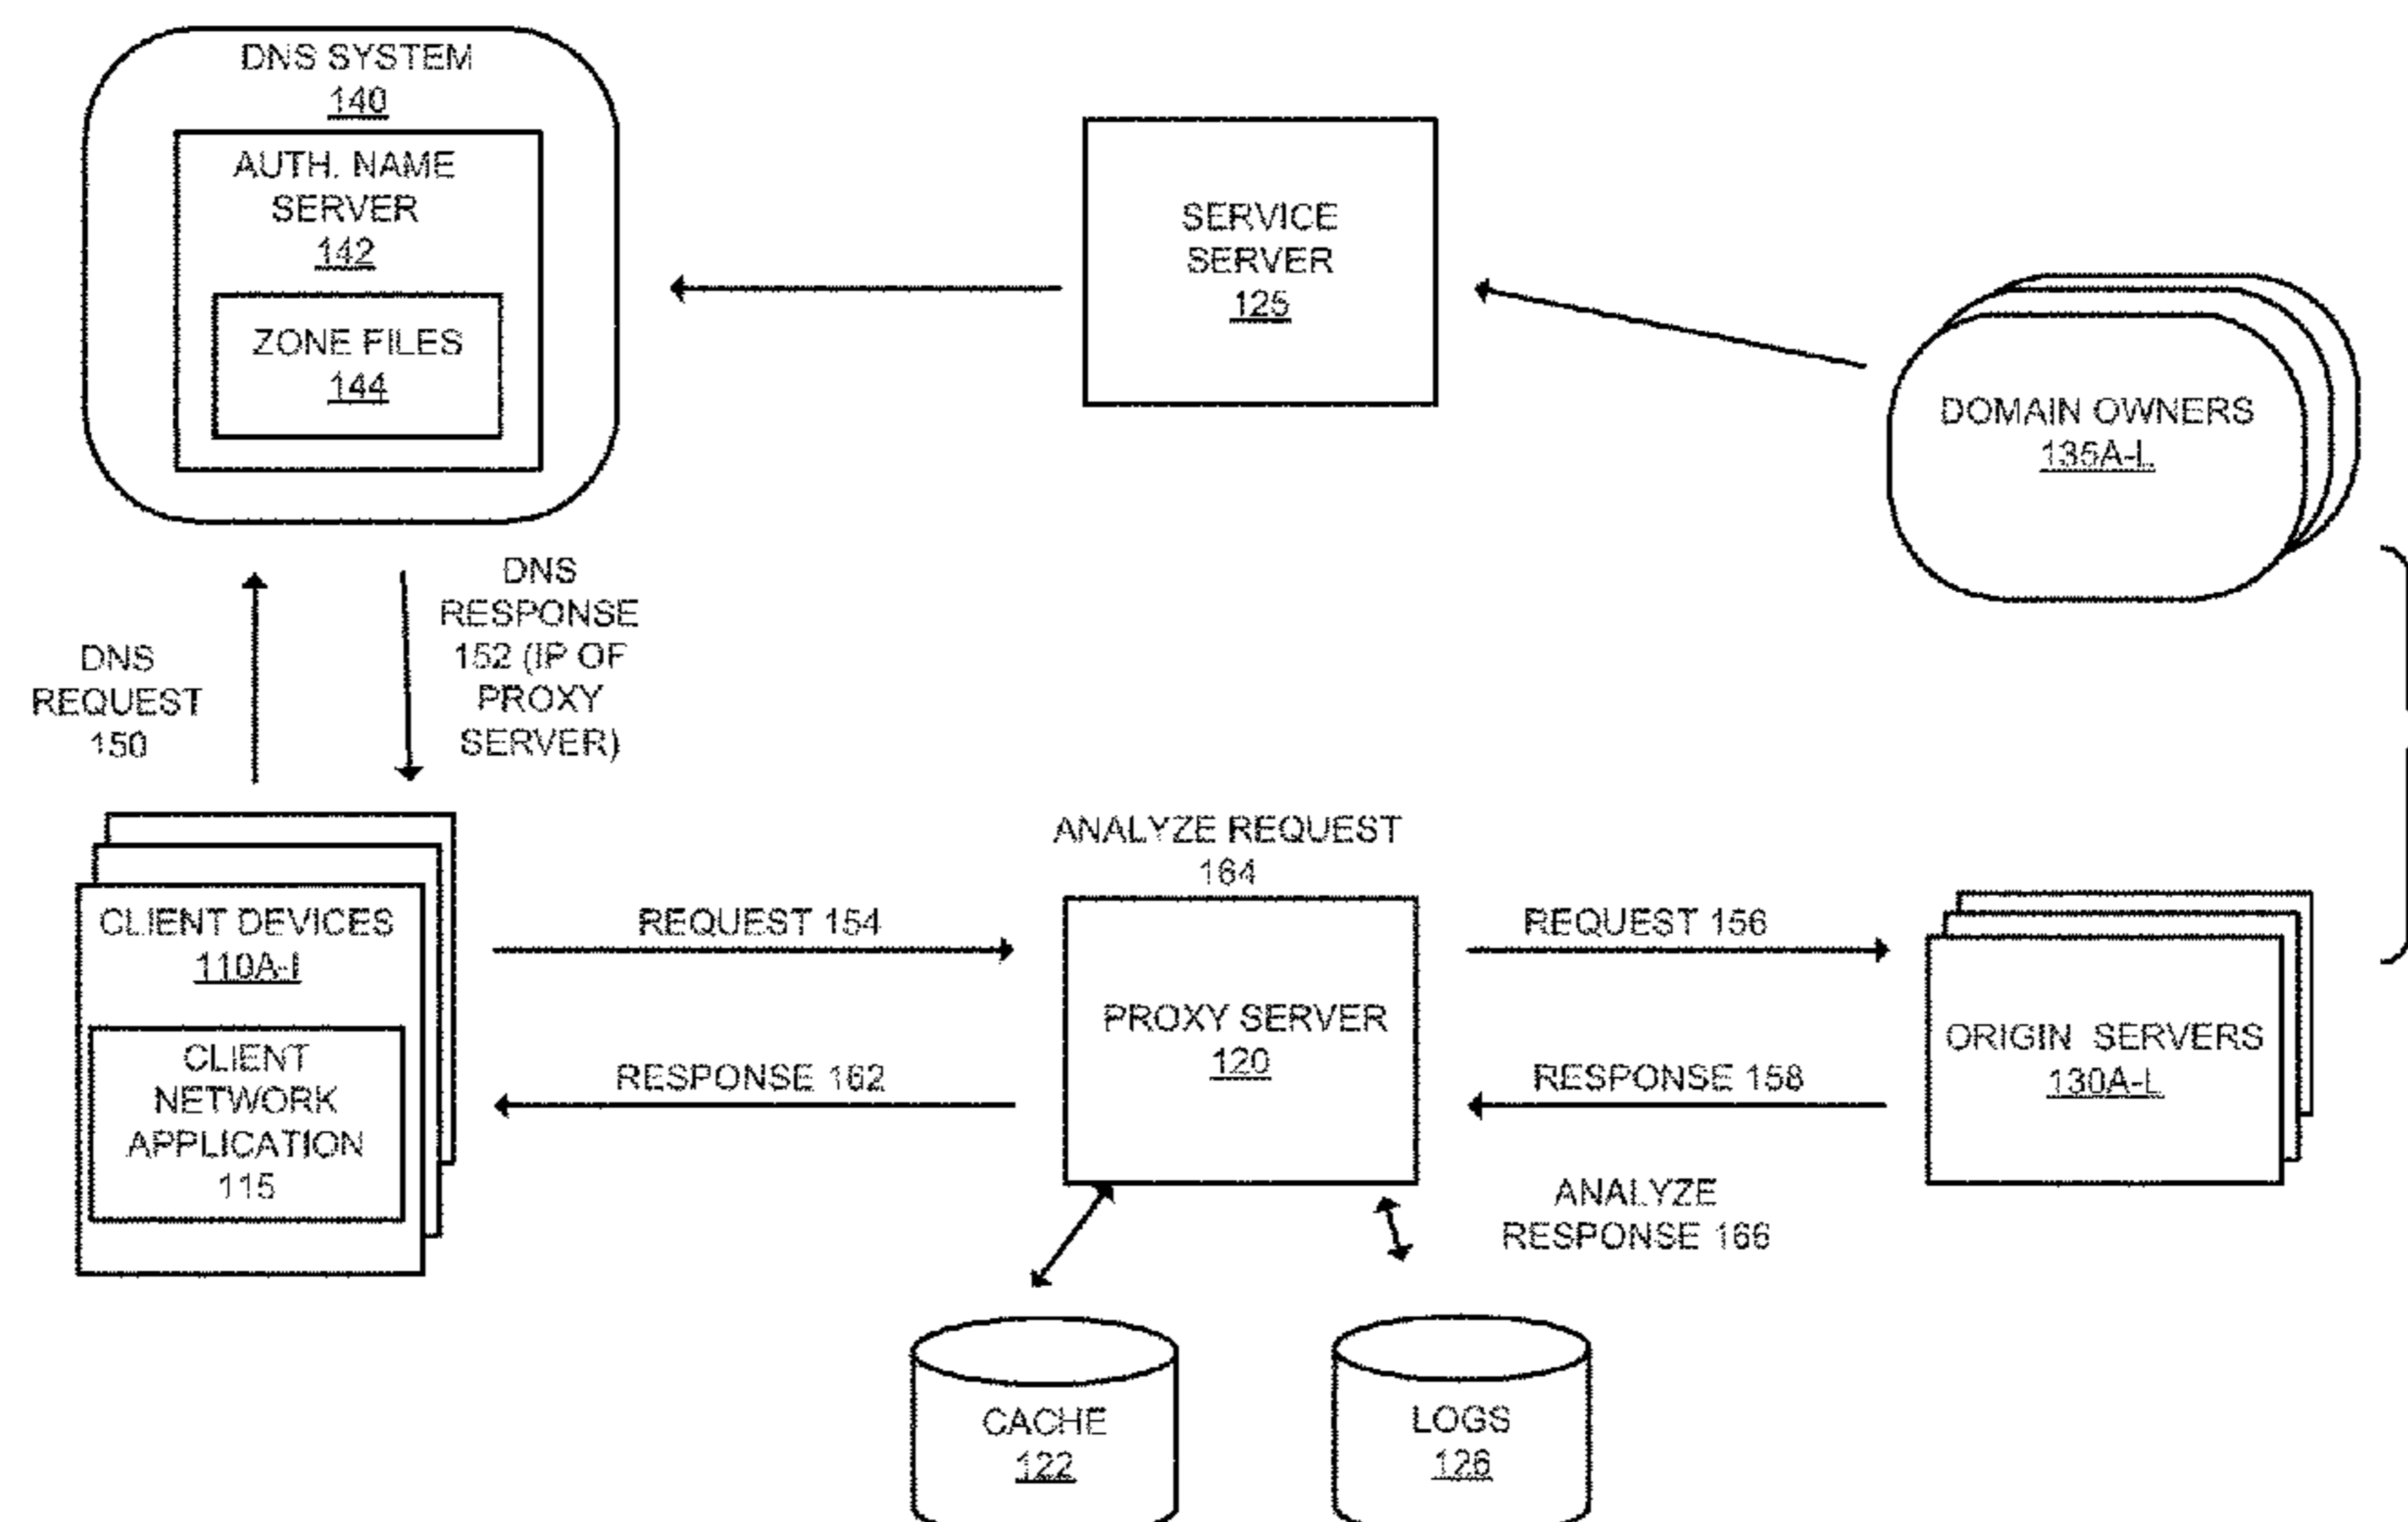 DNS SYSTEM
140
AUTH. NAME
SERVER
142
ZONE FILES
144
SERVICE
SERVER
125
DOMAIN OWNERS
135A-L
DNS
REQUEST
150
DNS
RESPONSE
152 (IP OF
PROXY
SERVER)
CLIENT DEVICES
110A-I
CLIENT
NETWORK
APPLICATION
115
REQUEST 154
RESPONSE 162
ANALYZE REQUEST
164
PROXY SERVER
120
REQUEST 156
RESPONSE 158
ANALYZE
RESPONSE 166
ORIGIN SERVERS
130A-L
CACHE
122
LOGS
126